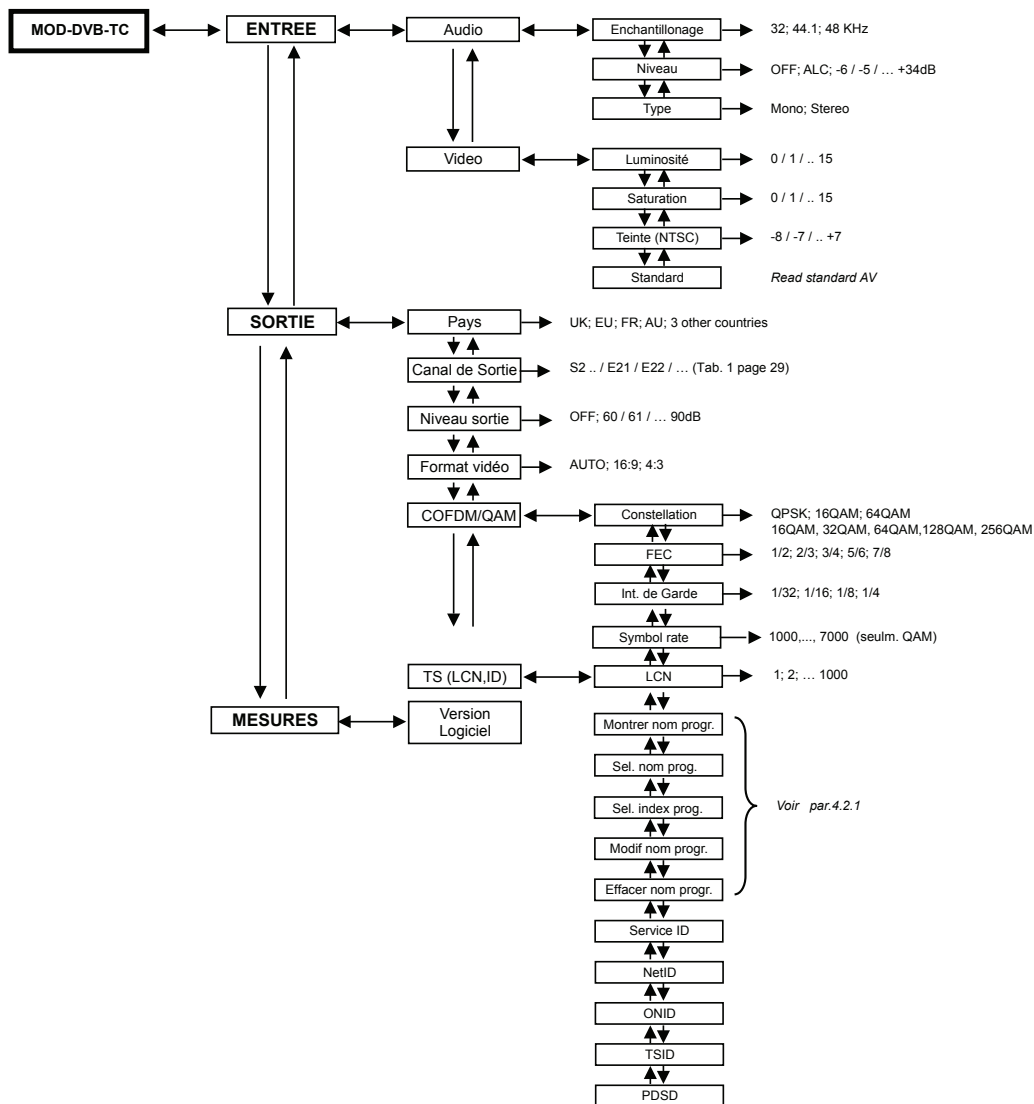 MOD-DVB-TC
ENTREE
Audio
Enchantillonage
32; 44.1; 48 KHz
Niveau
OFF; ALC; -6 / -5 / … +34dB
Type
Mono; Stereo
Video
Luminosité
0 / 1 / .. 15
Saturation
0 / 1 / .. 15
Teinte (NTSC)
-8 / -7 / .. +7
Standard
Read standard AV
SORTIE
Pays
UK; EU; FR; AU; 3 other countries
Canal de Sortie
S2 .. / E21 / E22 / … (Tab. 1 page 29)
Niveau sortie
OFF; 60 / 61 / … 90dB
Format vidéo
AUTO; 16:9; 4:3
COFDM/QAM
Constellation
QPSK; 16QAM; 64QAM
16QAM, 32QAM, 64QAM,128QAM, 256QAM
FEC
1/2; 2/3; 3/4; 5/6; 7/8
Int. de Garde
1/32; 1/16; 1/8; 1/4
Symbol rate
1000,..., 7000 (seulm. QAM)
TS (LCN,ID)
LCN
1; 2; … 1000
MESURES
Version
Logiciel
Montrer nom progr.
Sel. nom prog.
Sel. index prog.
Voir par.4.2.1
Modif nom progr.
Effacer nom progr.
Service ID
NetID
ONID
TSID
PDSD